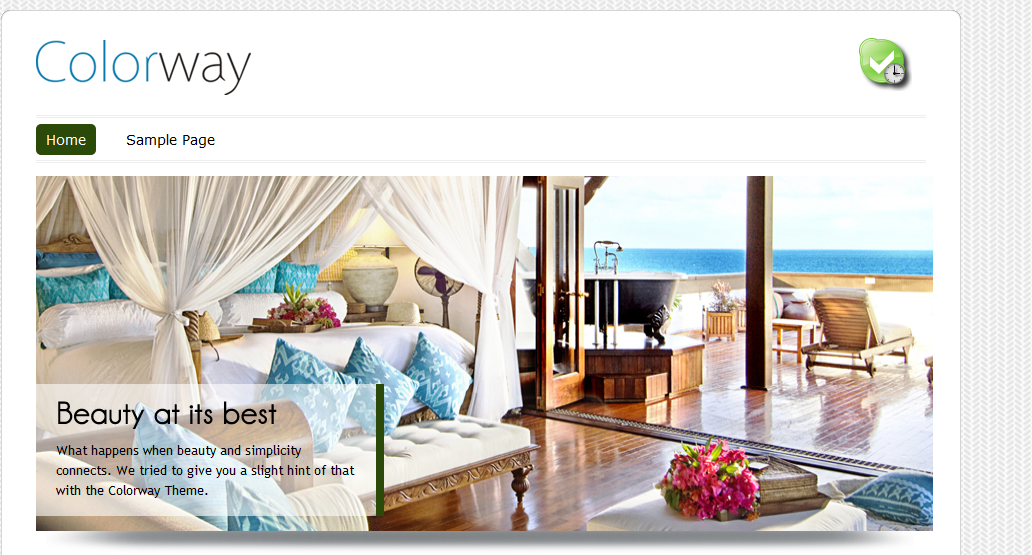 Colorway
Home
Sample Page
Beauty at its best
What happens when beauty and simplicity
connects. We tried to give you a slight hint of that
with the Colorway Theme.